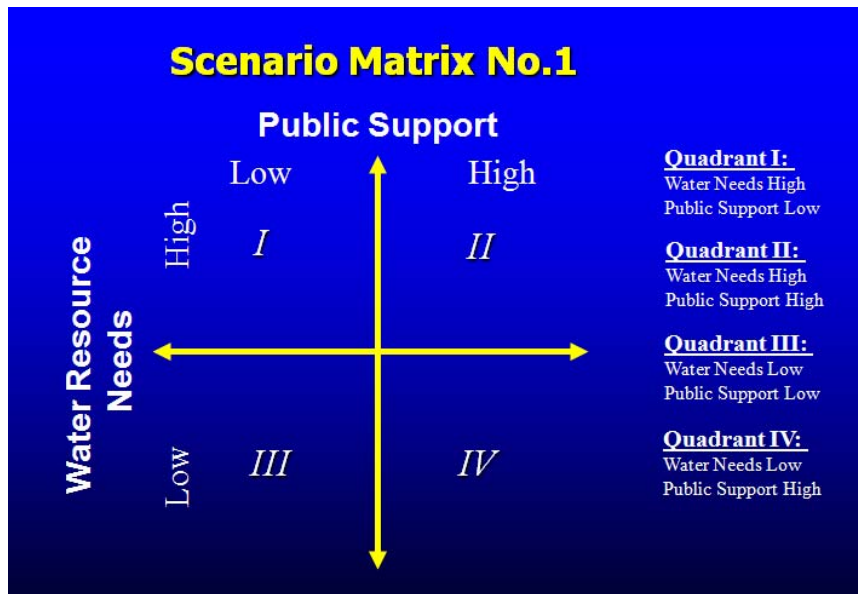 Scenario Matrix No.1
Public Support
Low
High
High
Low
Water Resource
Needs
I
II
III
IV
Quadrant I:
Water Needs High
Public Support Low
Quadrant II:
Water Needs High
Public Support High
Quadrant III:
Water Needs Low
Public Support Low
Quadrant IV:
Water Needs Low
Public Support High